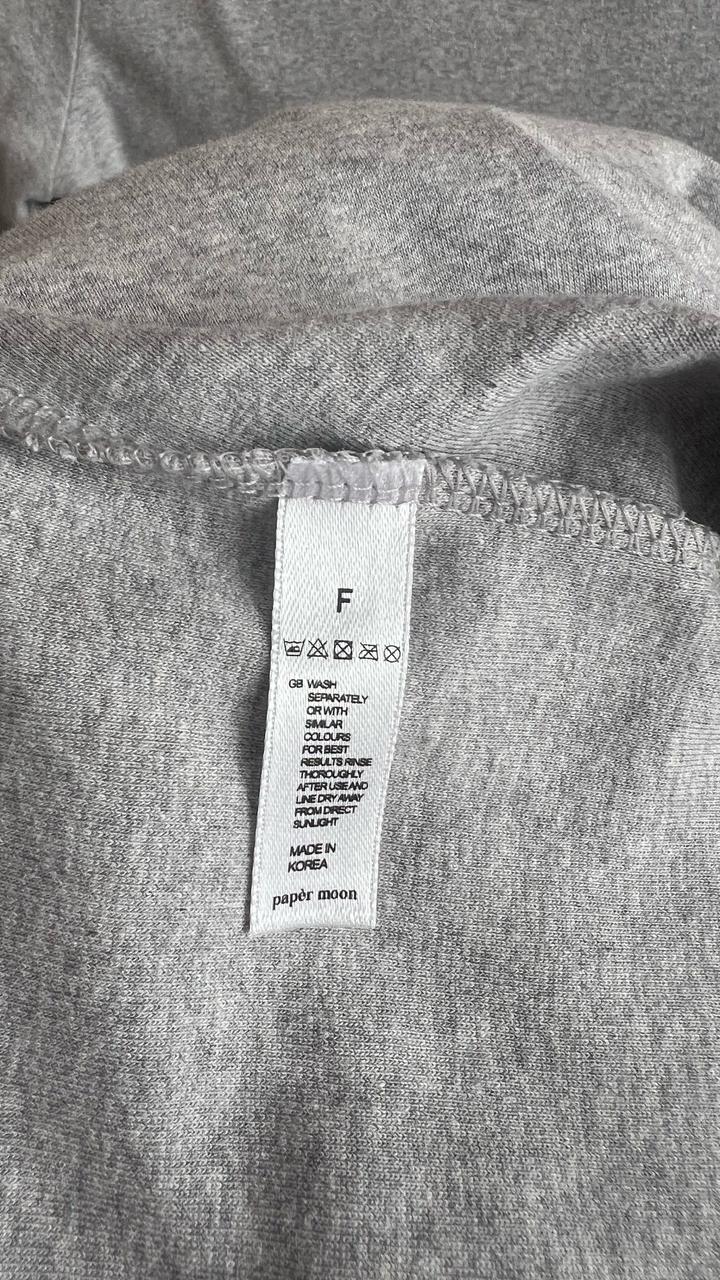 F
GB WASH
SEPARATELY
OR WITH
SIMILAR
COLOURS
FOR BEST
RESULTS RINSE
THOROUGHLY
AFTER USE AND
LINE DRY AWAY
FROM DIRECT
SUNLIGHT
MADE IN
KOREA
papèr moon